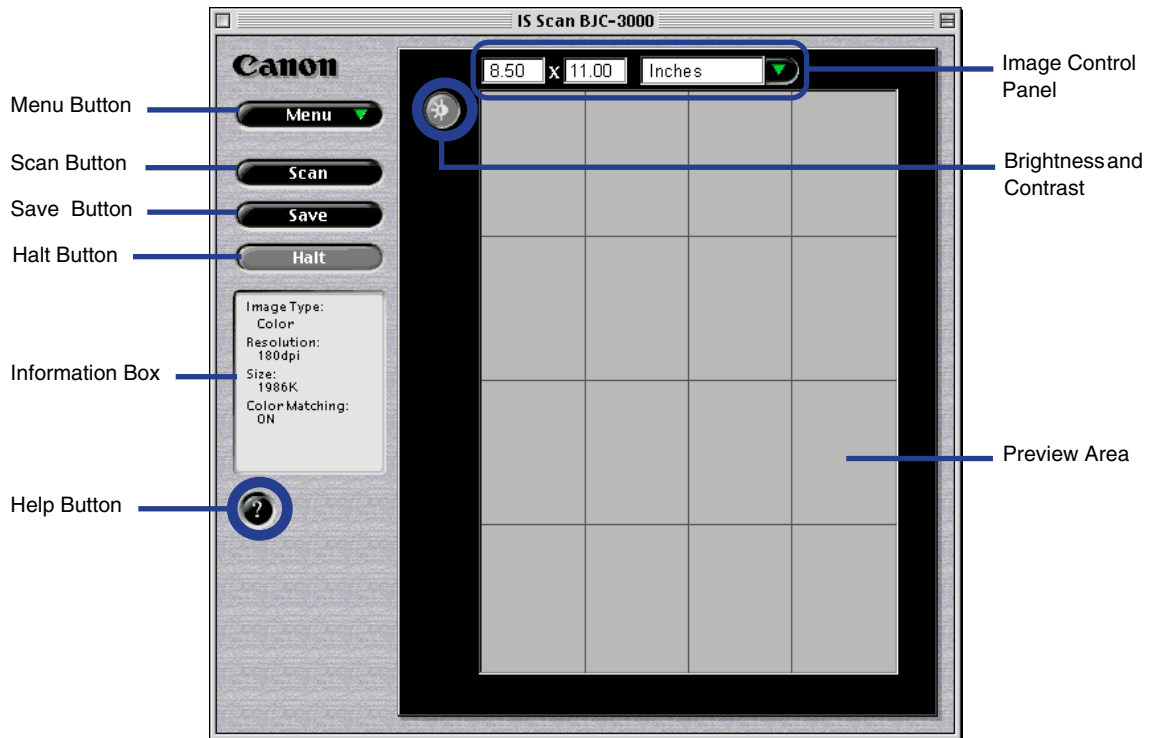 IS Scan BJC-3000
Canon
8.50 x 11.00 Inches
Image Control
Panel
Menu Button
Menu
Scan Button
Scan
Brightness and
Contrast
Save Button
Save
Halt Button
Halt
Image Type:
Color
Resolution:
180dpi
Size:
1986K
Color Matching:
ON
Information Box
Preview Area
Help Button
?